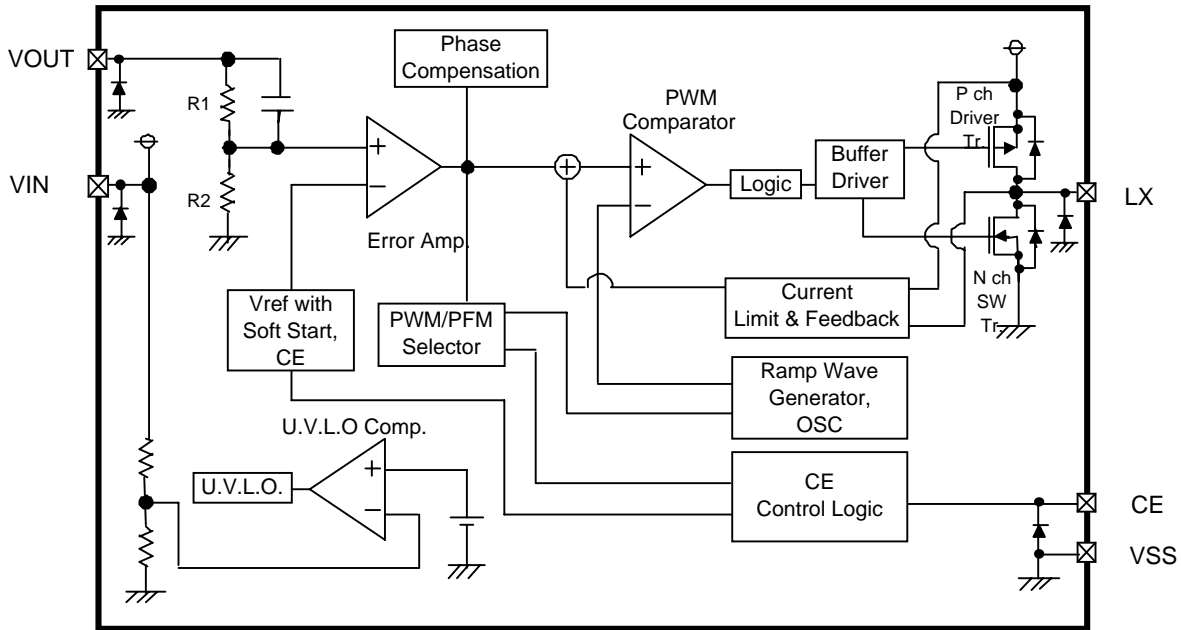 VOUT
R1
R2
VIN
Phase
Compensation
+
−
Error Amp.
+
PWM
Comparator
+
−
Logic
Buffer
Driver
P ch
Driver
Tr.
LX
N ch
SW
Tr.
Vref with
Soft Start,
CE
PWM/PFM
Selector
Current
Limit & Feedback
Ramp Wave
Generator,
OSC
U.V.L.O Comp.
U.V.L.O.
+
−
CE
Control Logic
CE
VSS